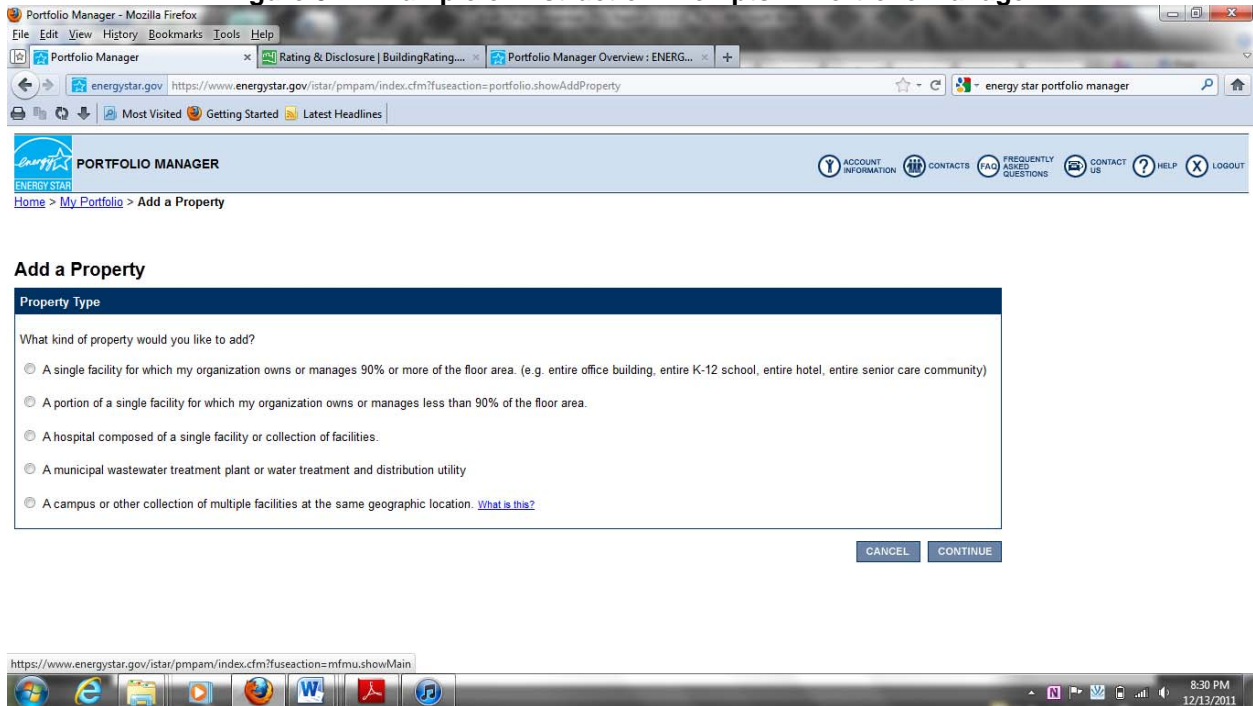 Portfolio Manager - Mozilla Firefox
File Edit View History Bookmarks Tools Help
Portfolio Manager Rating & Disclosure | BuildingRating.... Portfolio Manager Overview : ENERG...
energystar.gov https://www.energystar.gov/istar/pmpam/index.cfm?fuseaction=portfolio.showAddProperty energy star portfolio manager
Most Visited Getting Started Latest Headlines
energy
ENERGY STAR
PORTFOLIO MANAGER
ACCOUNT INFORMATION CONTACTS FAQ FREQUENTLY ASKED QUESTIONS CONTACT US ? HELP X LOGOUT
Home > My Portfolio > Add a Property
Add a Property
Property Type
What kind of property would you like to add?
A single facility for which my organization owns or manages 90% or more of the floor area. (e.g. entire office building, entire K-12 school, entire hotel, entire senior care community)
A portion of a single facility for which my organization owns or manages less than 90% of the floor area.
A hospital composed of a single facility or collection of facilities.
A municipal wastewater treatment plant or water treatment and distribution utility
A campus or other collection of multiple facilities at the same geographic location. What is this?
CANCEL CONTINUE
https://www.energystar.gov/istar/pmpam/index.cfm?fuseaction=mfmu.showMain
8:30 PM
12/13/2011